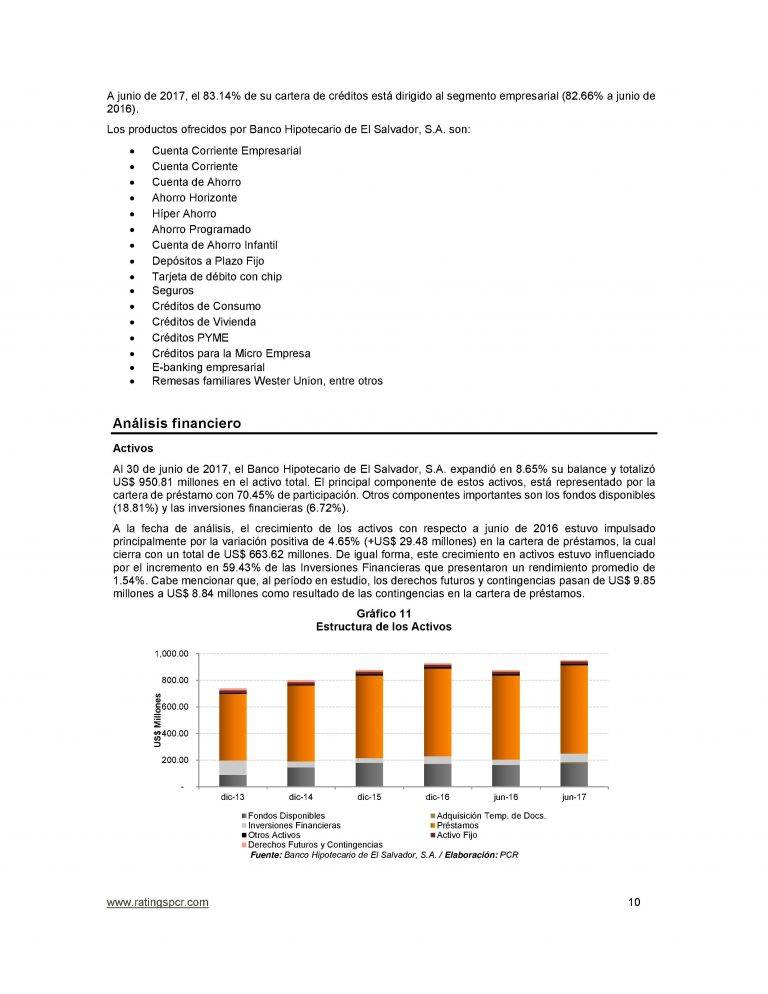 A junio de 2017, el 83.14% de su cartera de créditos está dirigido al segmento empresarial (82.66% a junio de
2016).
Los productos ofrecidos por Banco Hipotecario de El Salvador, S.A. son:
• Cuenta Corriente Empresarial
• Cuenta Corriente
• Cuenta de Ahorro
• Ahorro Horizonte
• Híper Ahorro
• Ahorro Programado
• Cuenta de Ahorro Infantil
• Depósitos a Plazo Fijo
• Tarjeta de débito con chip
• Seguros
• Créditos de Consumo
• Créditos de Vivienda
• Créditos PYME
• Créditos para la Micro Empresa
• E-banking empresarial
• Remesas familiares Wester Union, entre otros
Análisis financiero
Activos
Al 30 de junio de 2017, el Banco Hipotecario de El Salvador, S.A. expandió en 8.65% su balance y totalizó
US$ 950.81 millones en el activo total. El principal componente de estos activos, está representado por la
cartera de préstamo con 70.45% de participación. Otros componentes importantes son los fondos disponibles
(18.81%) y las inversiones financieras (6.72%).
A la fecha de análisis, el crecimiento de los activos con respecto a junio de 2016 estuvo impulsado
principalmente por la variación positiva de 4.65% (+US$ 29.48 millones) en la cartera de préstamos, la cual
cierra con un total de US$ 663.62 millones. De igual forma, este crecimiento en activos estuvo influenciado
por el incremento en 59.43% de las Inversiones Financieras que presentaron un rendimiento promedio de
1.54%. Cabe mencionar que, al período en estudio, los derechos futuros y contingencias pasan de US$ 9.85
millones a US$ 8.84 millones como resultado de las contingencias en la cartera de préstamos.
Gráfico 11
Estructura de los Activos
US$ Millones
1,000.00
800.00
600.00
400.00
200.00
-
dic-13 dic-14 dic-15 dic-16 jun-16 jun-17
Fondos Disponibles Adquisición Temp. de Docs.
Inversiones Financieras Préstamos
Otros Activos Activo Fijo
Derechos Futuros y Contingencias
Fuente: Banco Hipotecario de El Salvador, S.A. / Elaboración: PCR
www.ratingspcr.com 10